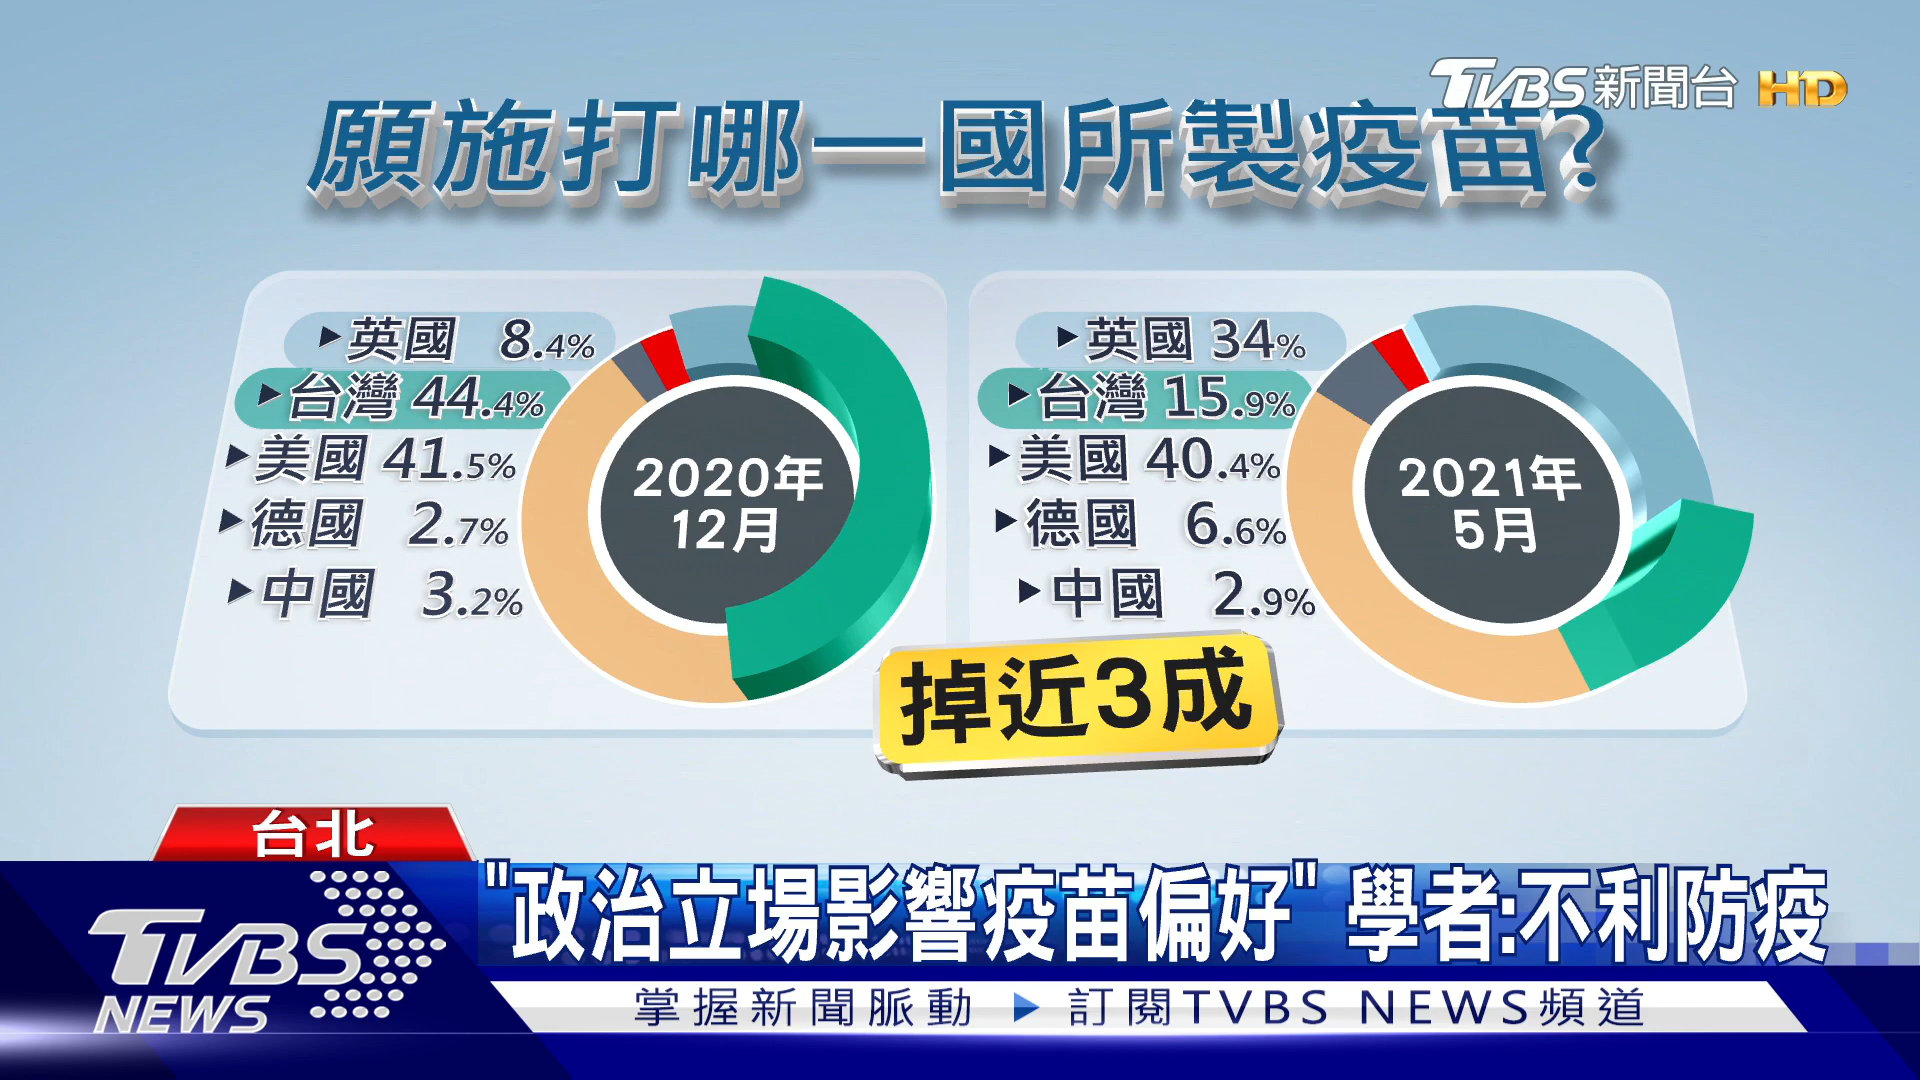 TVBS新聞台 HD
願施打哪一國所製疫苗?
▶英國 8.4%
▶台灣 44.4%
▶美國 41.5%
▶德國 2.7%
▶中國 3.2%
2020年
12月
▶英國 34%
▶台灣 15.9%
▶美國 40.4%
▶德國 6.6%
▶中國 2.9%
2021年
5月
掉近3成
台北
"政治立場影響疫苗偏好" 學者:不利防疫
TVBS
NEWS
掌握新聞脈動 ▶ 訂閱TVBS NEWS頻道